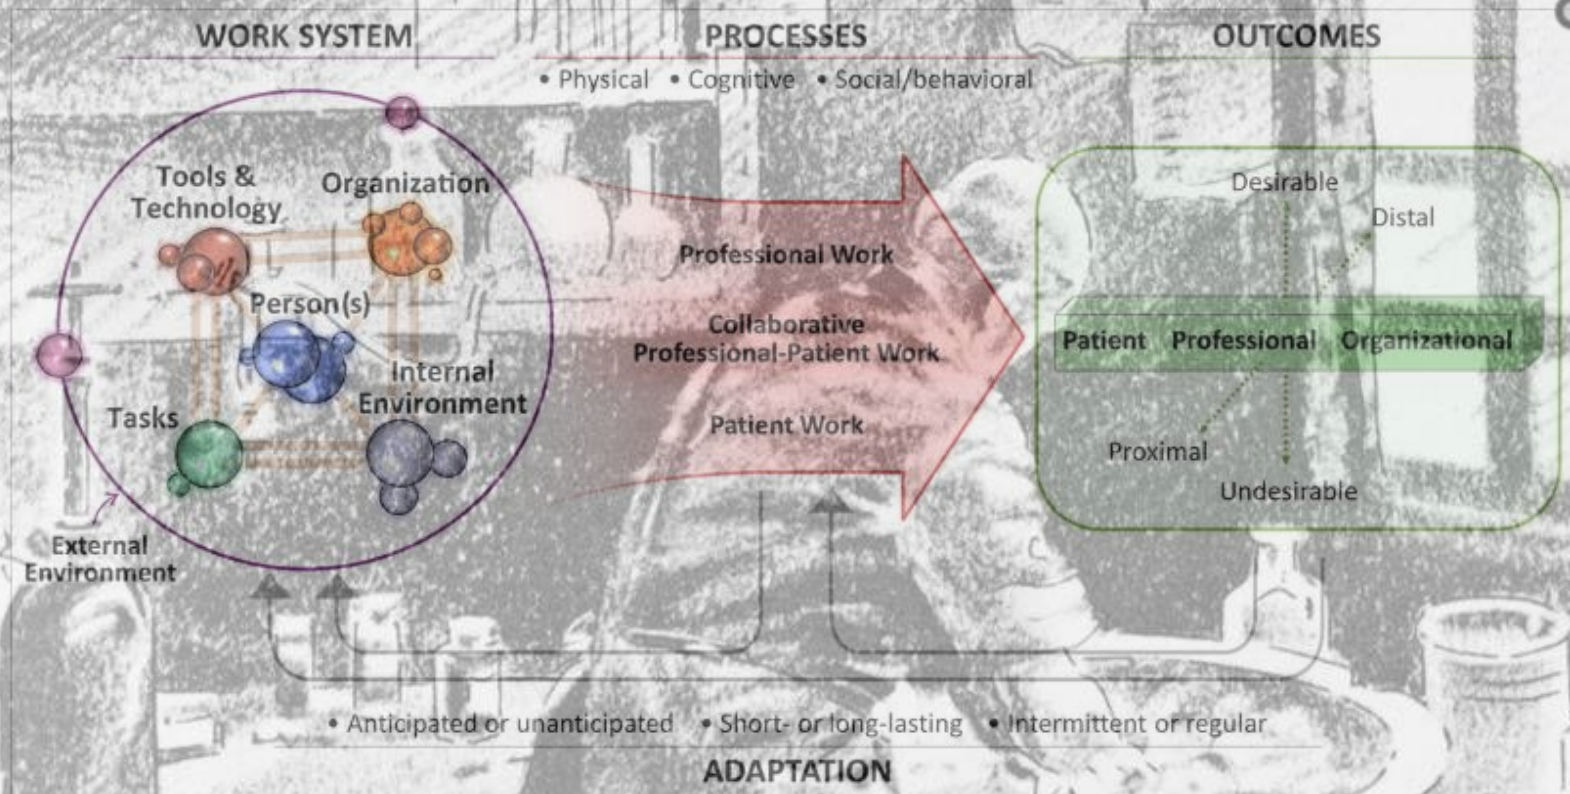 WORK SYSTEM
PROCESSES
OUTCOMES
• Physical • Cognitive • Social/behavioral
Tools &
Technology
Organization
Person(s)
Internal
Environment
Tasks
External
Environment
Professional Work
Collaborative
Professional-Patient Work
Patient Work
Desirable
Distal
Patient Professional Organizational
Proximal
Undesirable
• Anticipated or unanticipated • Short- or long-lasting • Intermittent or regular
ADAPTATION